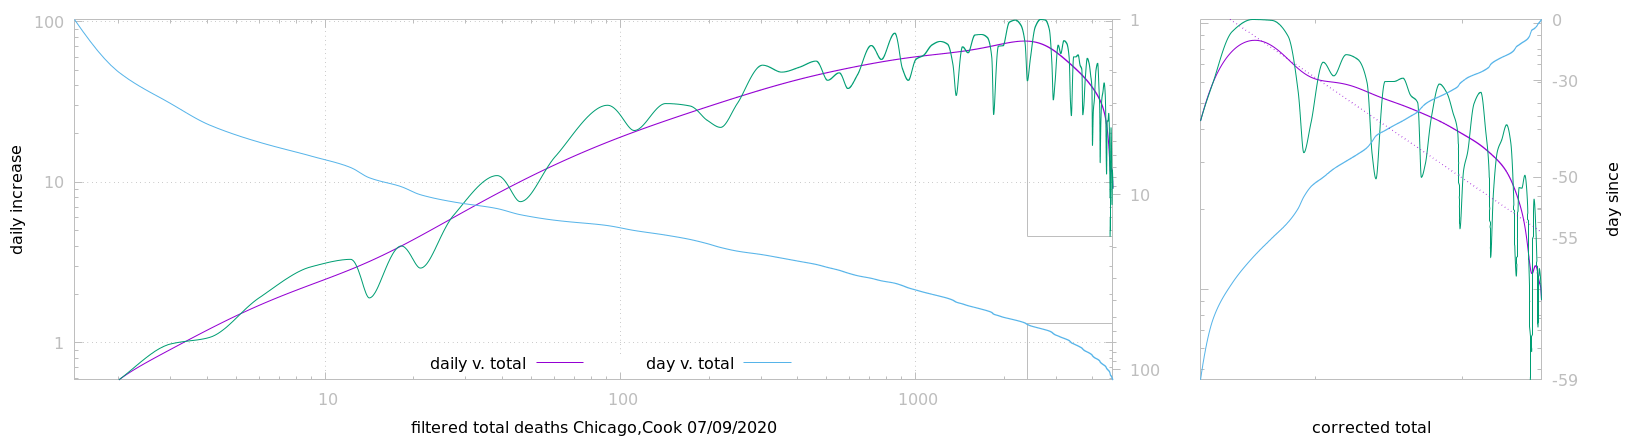 100
10
1
daily increase
10
100
1000
filtered total deaths Chicago,Cook 07/09/2020
daily v. total
day v. total
1
10
100
0
-30
-50
-55
-59
day since
corrected total